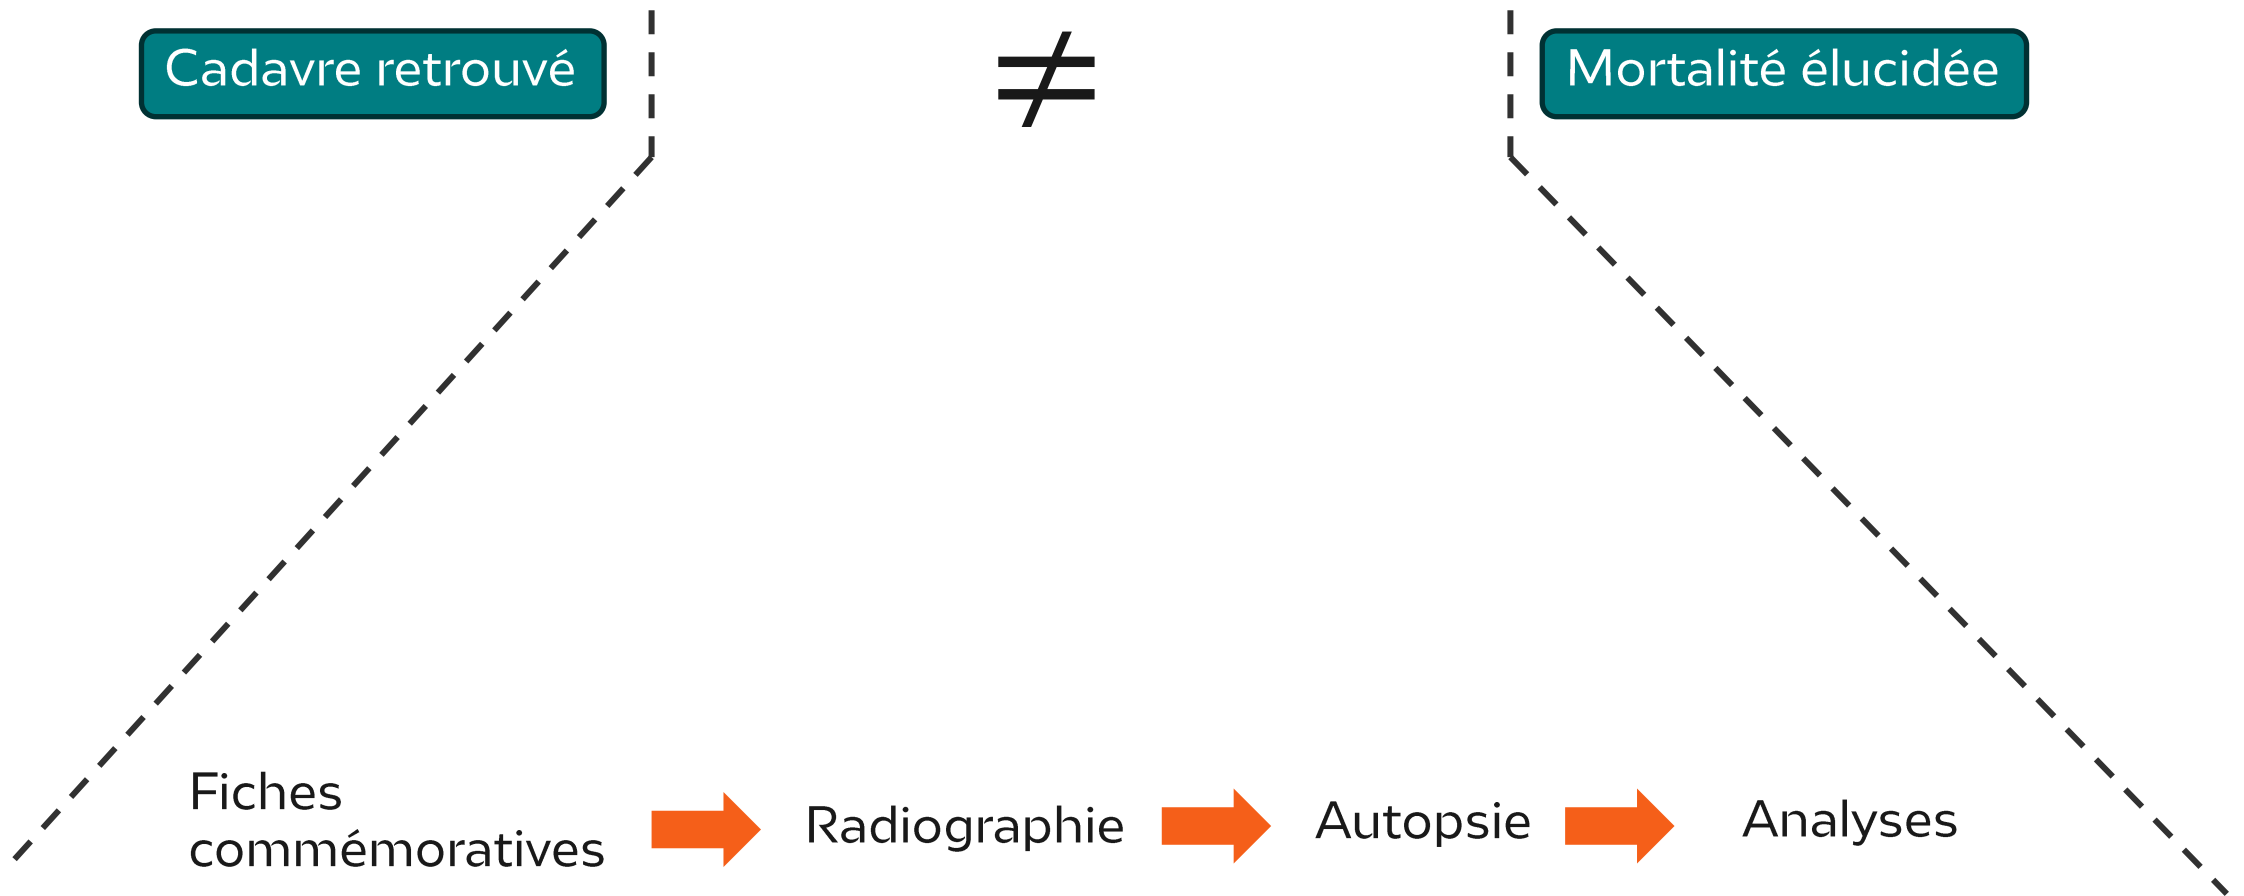 Cadavre retrouvé
≠
Mortalité élucidée
Fiches
commémoratives
Radiographie
Autopsie
Analyses